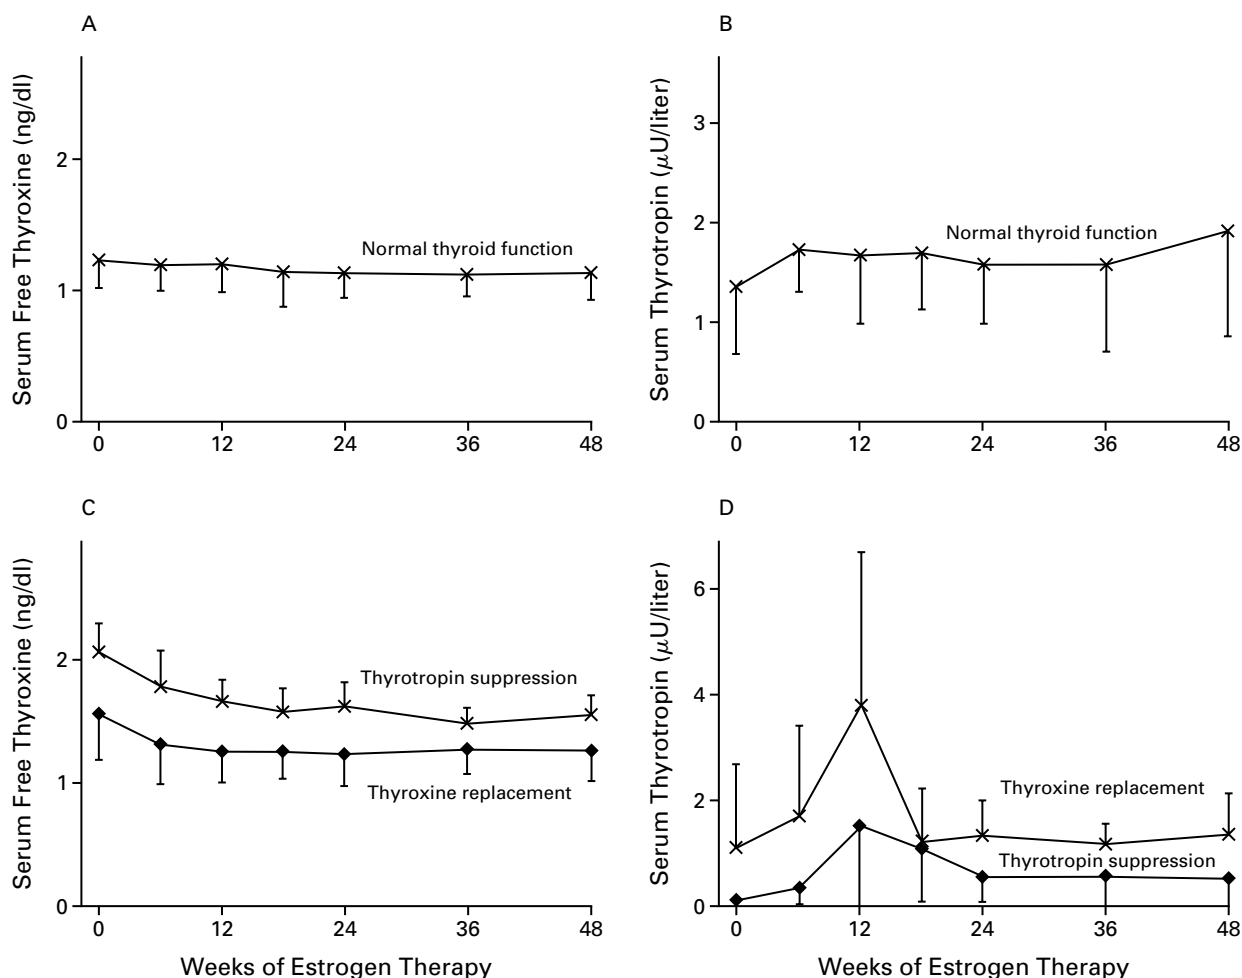 A
Serum Free Thyroxine (ng/dl)
2
1
0
Normal thyroid function
0 12 24 36 48
B
Serum Thyrotropin (μU/liter)
3
2
1
0
Normal thyroid function
0 12 24 36 48
C
Serum Free Thyroxine (ng/dl)
2
1
0
Thyrotropin suppression
Thyroxine replacement
0 12 24 36 48
Weeks of Estrogen Therapy
D
Serum Thyrotropin (μU/liter)
6
4
2
0
Thyroxine replacement
Thyrotropin suppression
0 12 24 36 48
Weeks of Estrogen Therapy